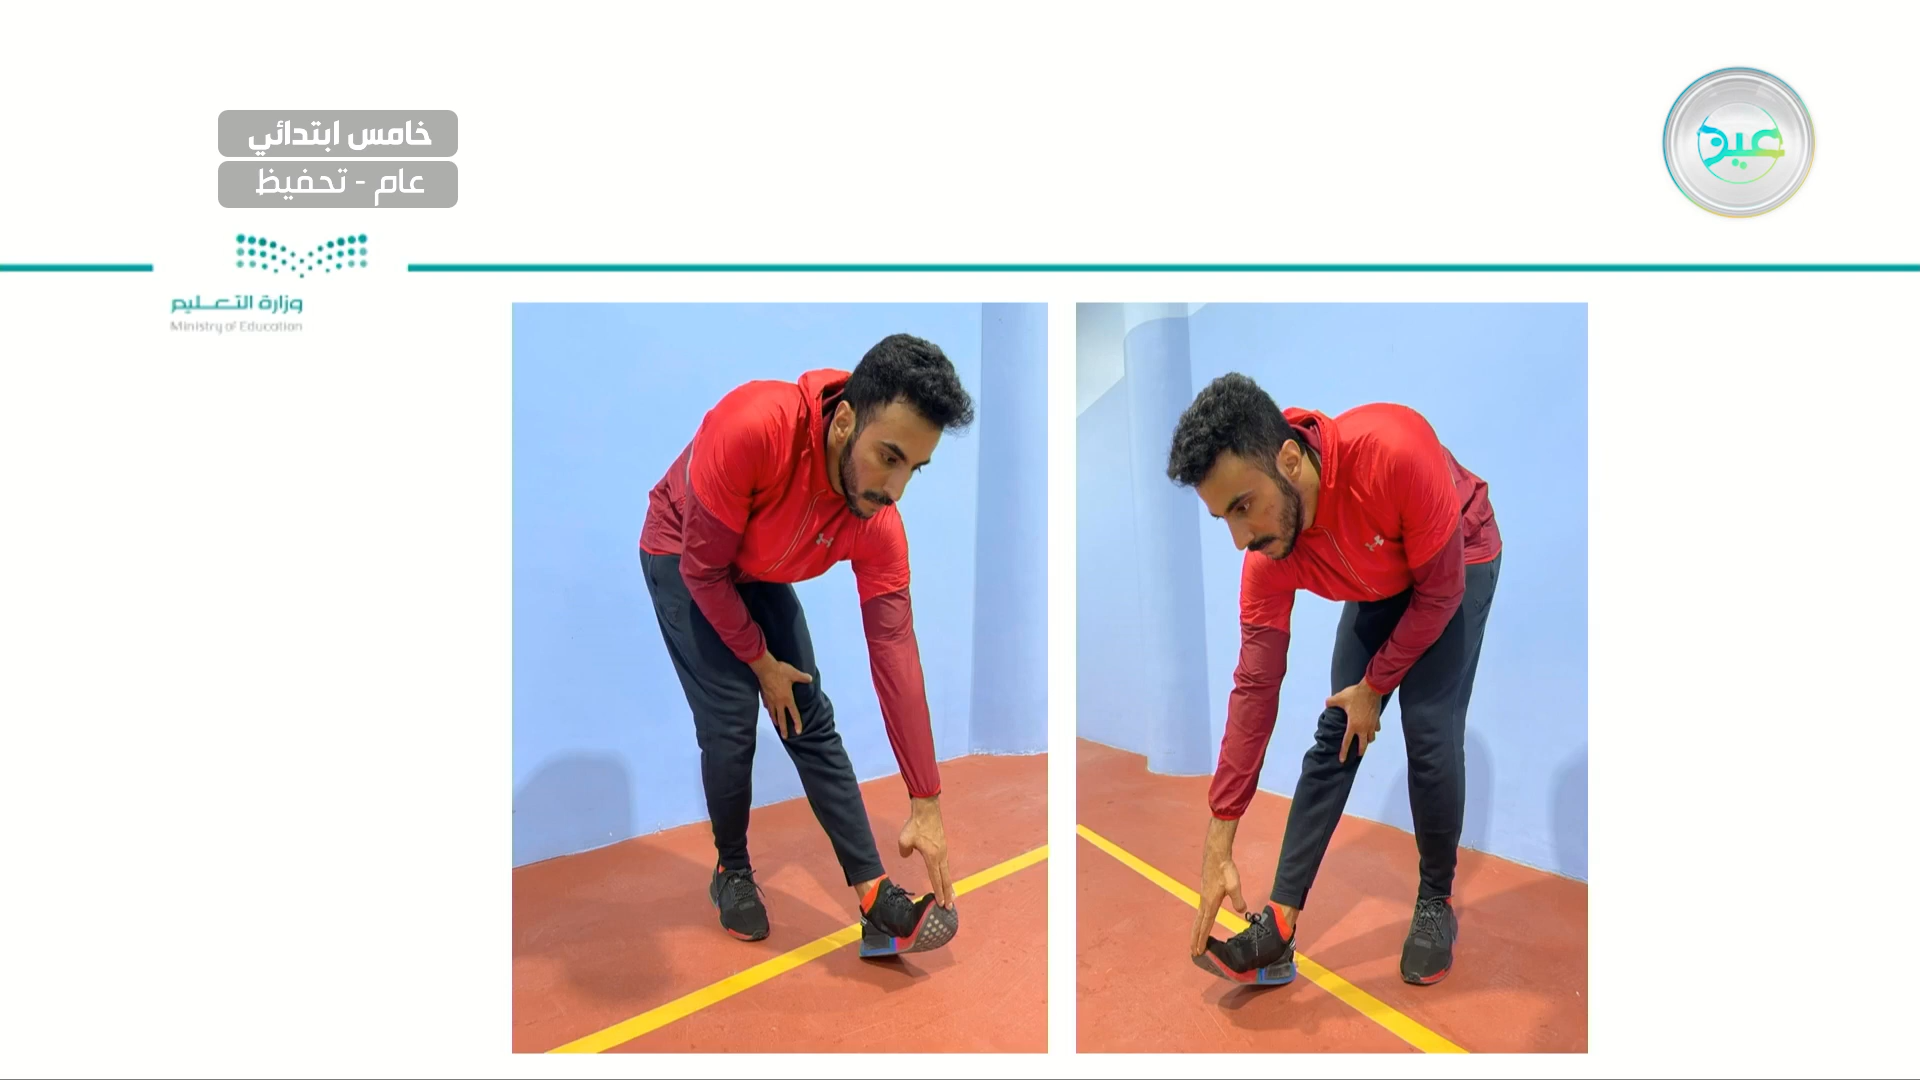 عين
خامس ابتدائي
عام - تحفيظ
وزارة التعليم
Ministry of Education